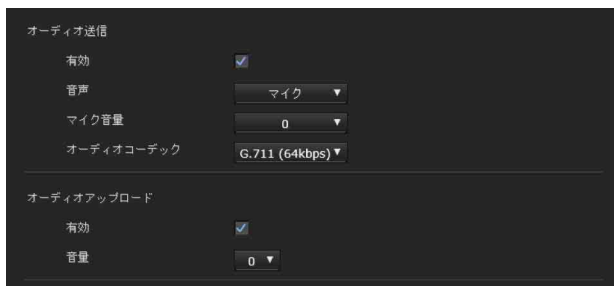 オーディオ送信
有効
音声 マイク
マイク音量 0
オーディオコーデック G.711 (64kbps)
オーディオアップロード
有効
音量 0